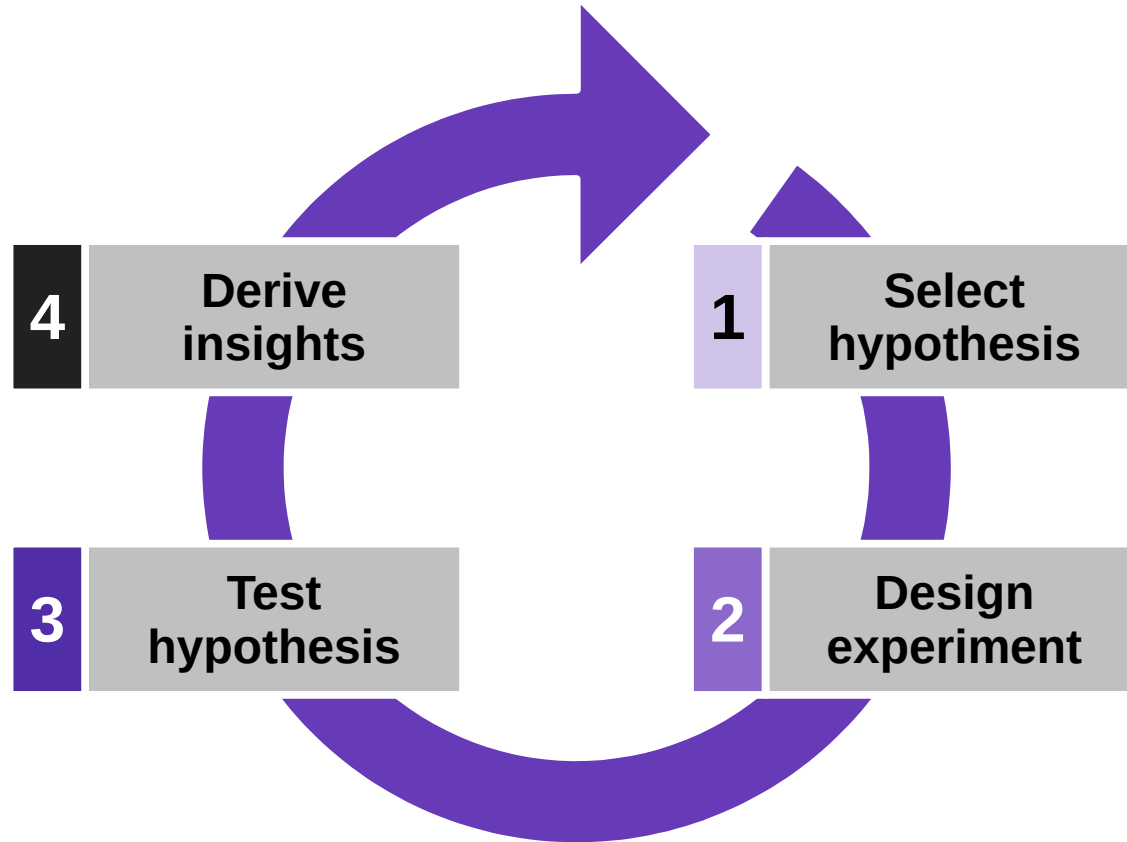 1
Select
hypothesis
2
Design
experiment
3
Test
hypothesis
4
Derive
insights